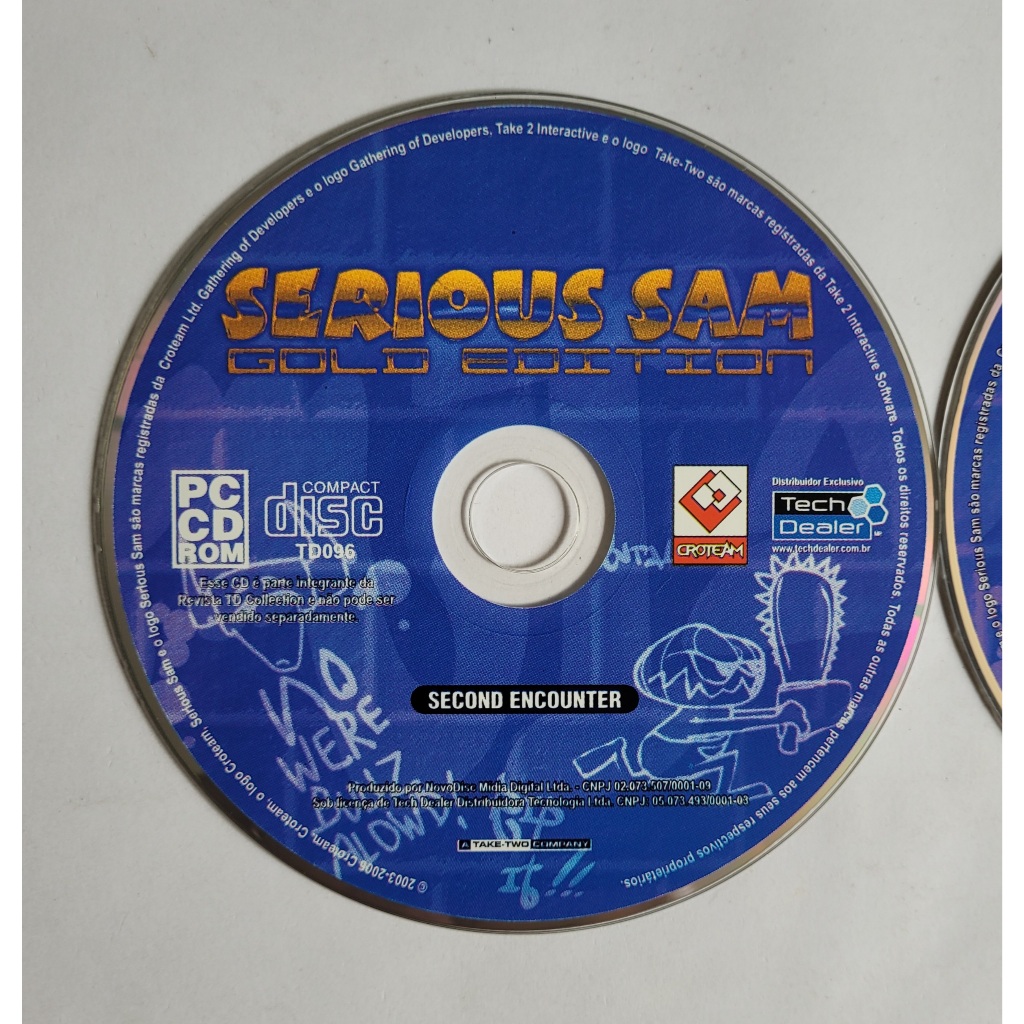 © 2003-2006 Croteam, Croteam, o logo Croteam, Serious Sam e o logo Serious Sam são marcas registradas da Croteam Ltd. Gathering of Developers e o logo Gathering of Developers, Take 2 Interactive e o logo Take-Two são marcas registradas da Take 2 Interactive Software. Todos os direitos reservados. Todas as outras marcas pertencem aos seus respectivos proprietários.
SERIOUS SAM
GOLD EDITION
PC
CD
ROM
COMPACT
disc
TD096
Esse CD é parte integrante da
Revista TD Collection e não pode ser
vendido separadamente.
CROTEAM
Distribuidor Exclusivo
Tech
Dealer
www.techdealer.com.br
SECOND ENCOUNTER
NO
WERE
Produzido por NovoDisc Mídia Digital Ltda. - CNPJ 02.073.507/0001-09
Sob licença de Tech Dealer Distribuidora Tecnologia Ltda. CNPJ 05.073.493/0001-03
A TAKE-TWO COMPANY